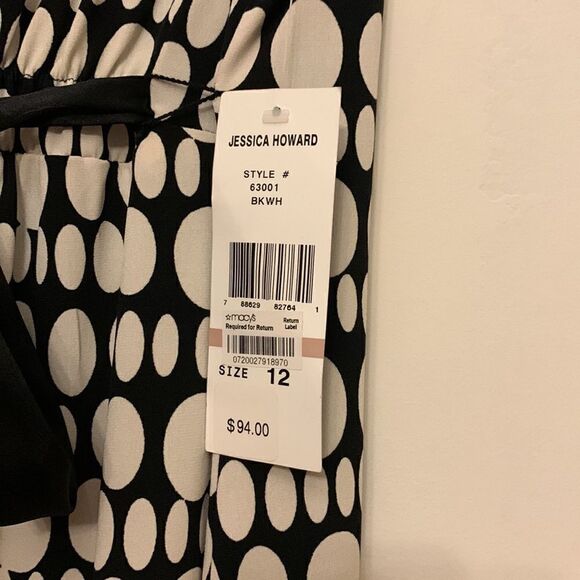 JESSICA HOWARD
STYLE #
63001
BKWH
7 88629 82764 1
☆macy's
Required for Return
Return Label
0720027918970
SIZE 12
$94.00